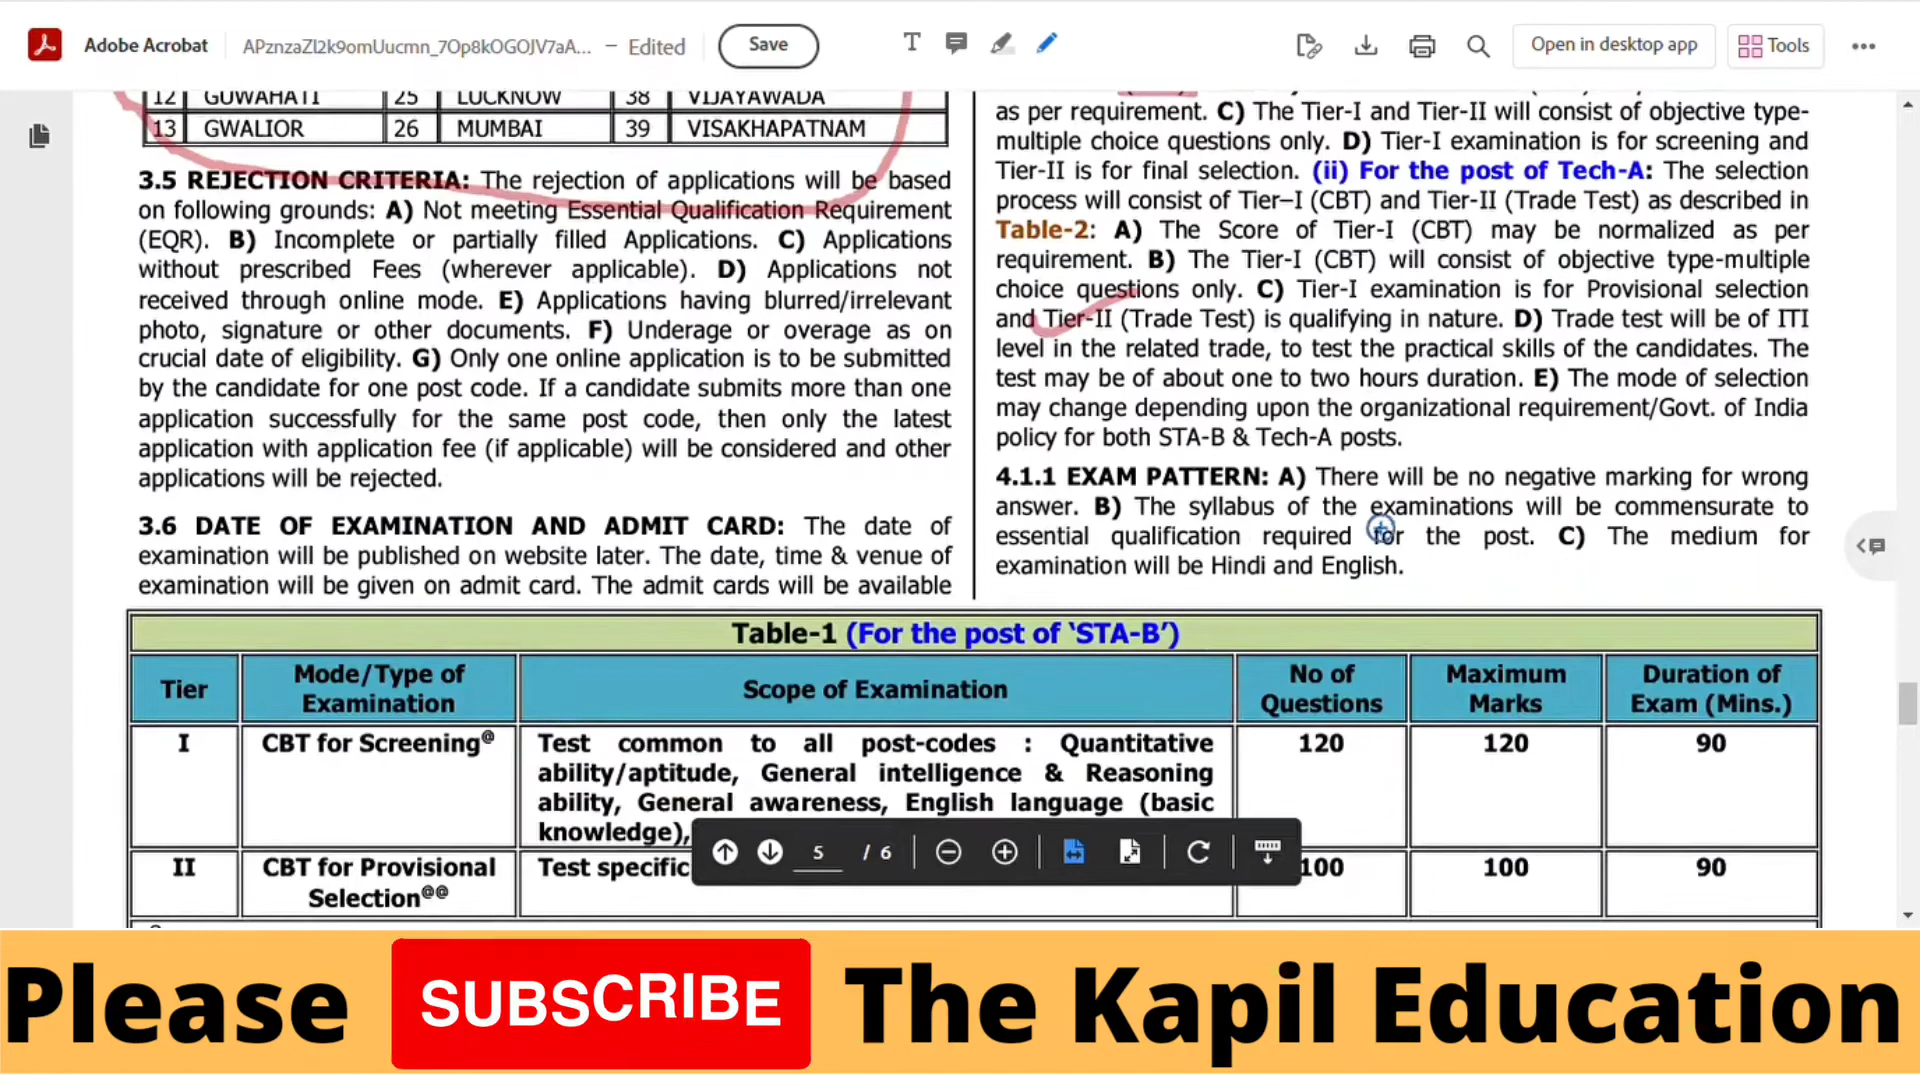 Adobe Acrobat
APznzaZl2k9omUucmn_7Op8kOGOJV7aA... – Edited
Save
Open in desktop app
Tools
12 GUWAHATI 25 LUCKNOW 38 VIJAYAWADA
13 GWALIOR 26 MUMBAI 39 VISAKHAPATNAM
3.5 REJECTION CRITERIA: The rejection of applications will be based
on following grounds: A) Not meeting Essential Qualification Requirement
(EQR). B) Incomplete or partially filled Applications. C) Applications
without prescribed Fees (wherever applicable). D) Applications not
received through online mode. E) Applications having blurred/irrelevant
photo, signature or other documents. F) Underage or overage as on
crucial date of eligibility. G) Only one online application is to be submitted
by the candidate for one post code. If a candidate submits more than one
application successfully for the same post code, then only the latest
application with application fee (if applicable) will be considered and other
applications will be rejected.
3.6 DATE OF EXAMINATION AND ADMIT CARD: The date of
examination will be published on website later. The date, time & venue of
examination will be given on admit card. The admit cards will be available
as per requirement. C) The Tier-I and Tier-II will consist of objective type-
multiple choice questions only. D) Tier-I examination is for screening and
Tier-II is for final selection. (ii) For the post of Tech-A: The selection
process will consist of Tier–I (CBT) and Tier-II (Trade Test) as described in
Table-2: A) The Score of Tier-I (CBT) may be normalized as per
requirement. B) The Tier-I (CBT) will consist of objective type-multiple
choice questions only. C) Tier-I examination is for Provisional selection
and Tier-II (Trade Test) is qualifying in nature. D) Trade test will be of ITI
level in the related trade, to test the practical skills of the candidates. The
test may be of about one to two hours duration. E) The mode of selection
may change depending upon the organizational requirement/Govt. of India
policy for both STA-B & Tech-A posts.
4.1.1 EXAM PATTERN: A) There will be no negative marking for wrong
answer. B) The syllabus of the examinations will be commensurate to
essential qualification required for the post. C) The medium for
examination will be Hindi and English.
Table-1 (For the post of ‘STA-B’)
Tier
Mode/Type of
Examination
Scope of Examination
No of
Questions
Maximum
Marks
Duration of
Exam (Mins.)
I
CBT for Screening@
Test common to all post-codes : Quantitative
ability/aptitude, General intelligence & Reasoning
ability, General awareness, English language (basic
knowledge),
120
120
90
II
CBT for Provisional
Selection@@
Test specific
100
100
90
5 / 6
Please SUBSCRIBE The Kapil Education